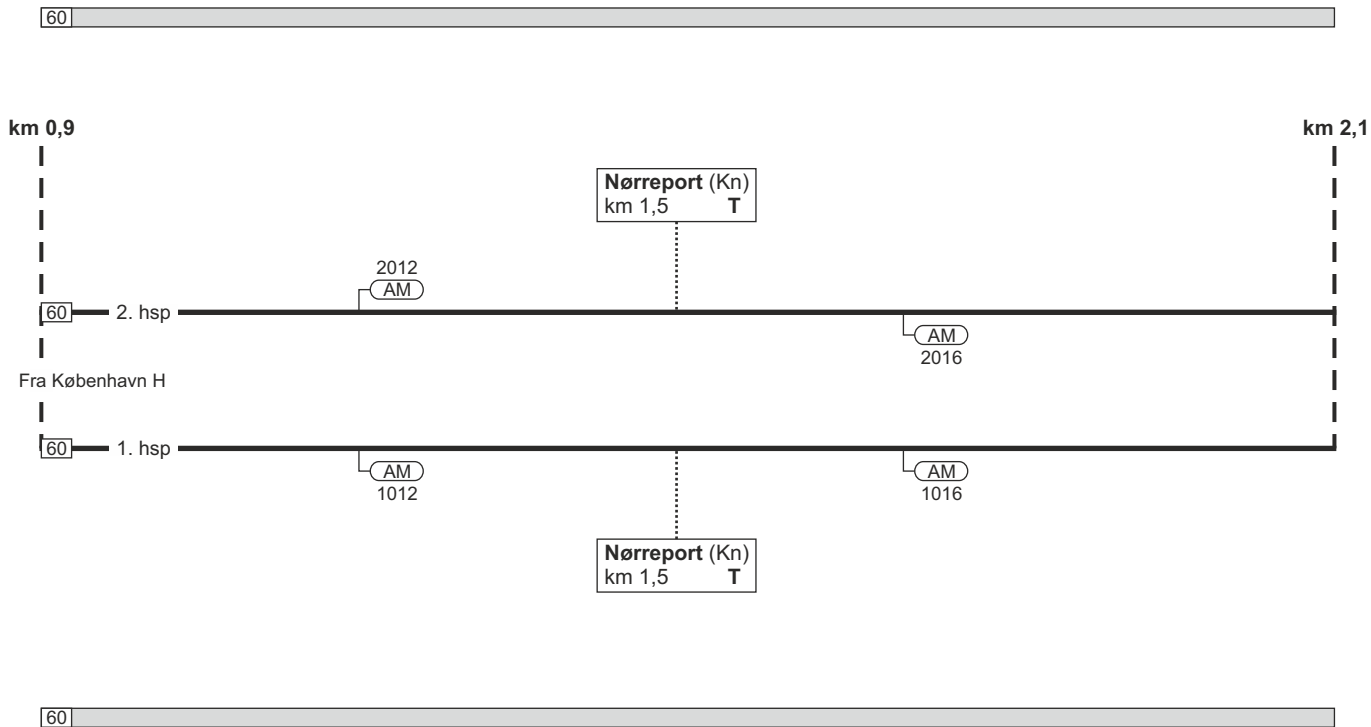 60
km 0,9
km 2,1
Nørreport (Kn)
km 1,5 T
2012
AM
60
2. hsp
AM
2016
Fra København H
60
1. hsp
AM
1012
AM
1016
Nørreport (Kn)
km 1,5 T
60